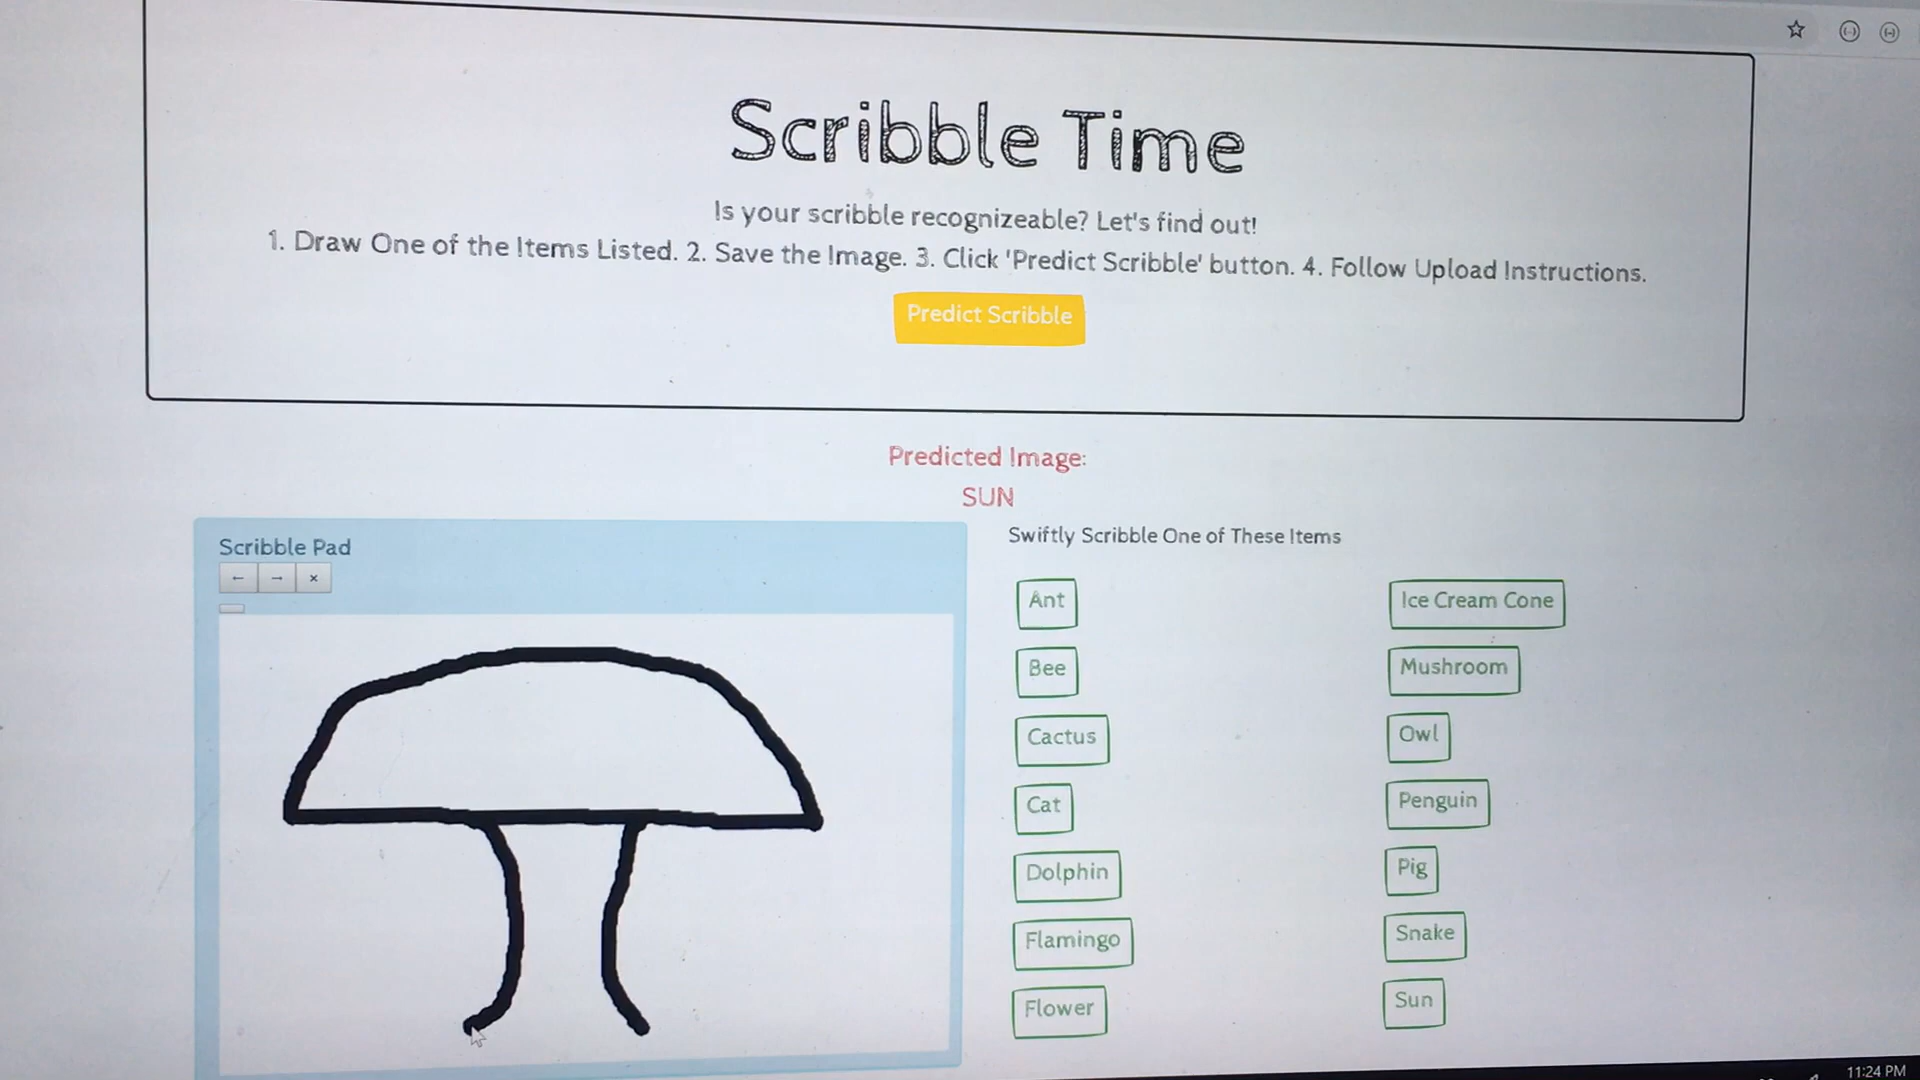 Scribble Time
Is your scribble recognizeable? Let's find out!
1. Draw One of the Items Listed. 2. Save the Image. 3. Click 'Predict Scribble' button. 4. Follow Upload Instructions.
Predict Scribble
Predicted Image:
SUN
Scribble Pad
Swiftly Scribble One of These Items
Ant
Bee
Cactus
Cat
Dolphin
Flamingo
Flower
Ice Cream Cone
Mushroom
Owl
Penguin
Pig
Snake
Sun
11:24 PM